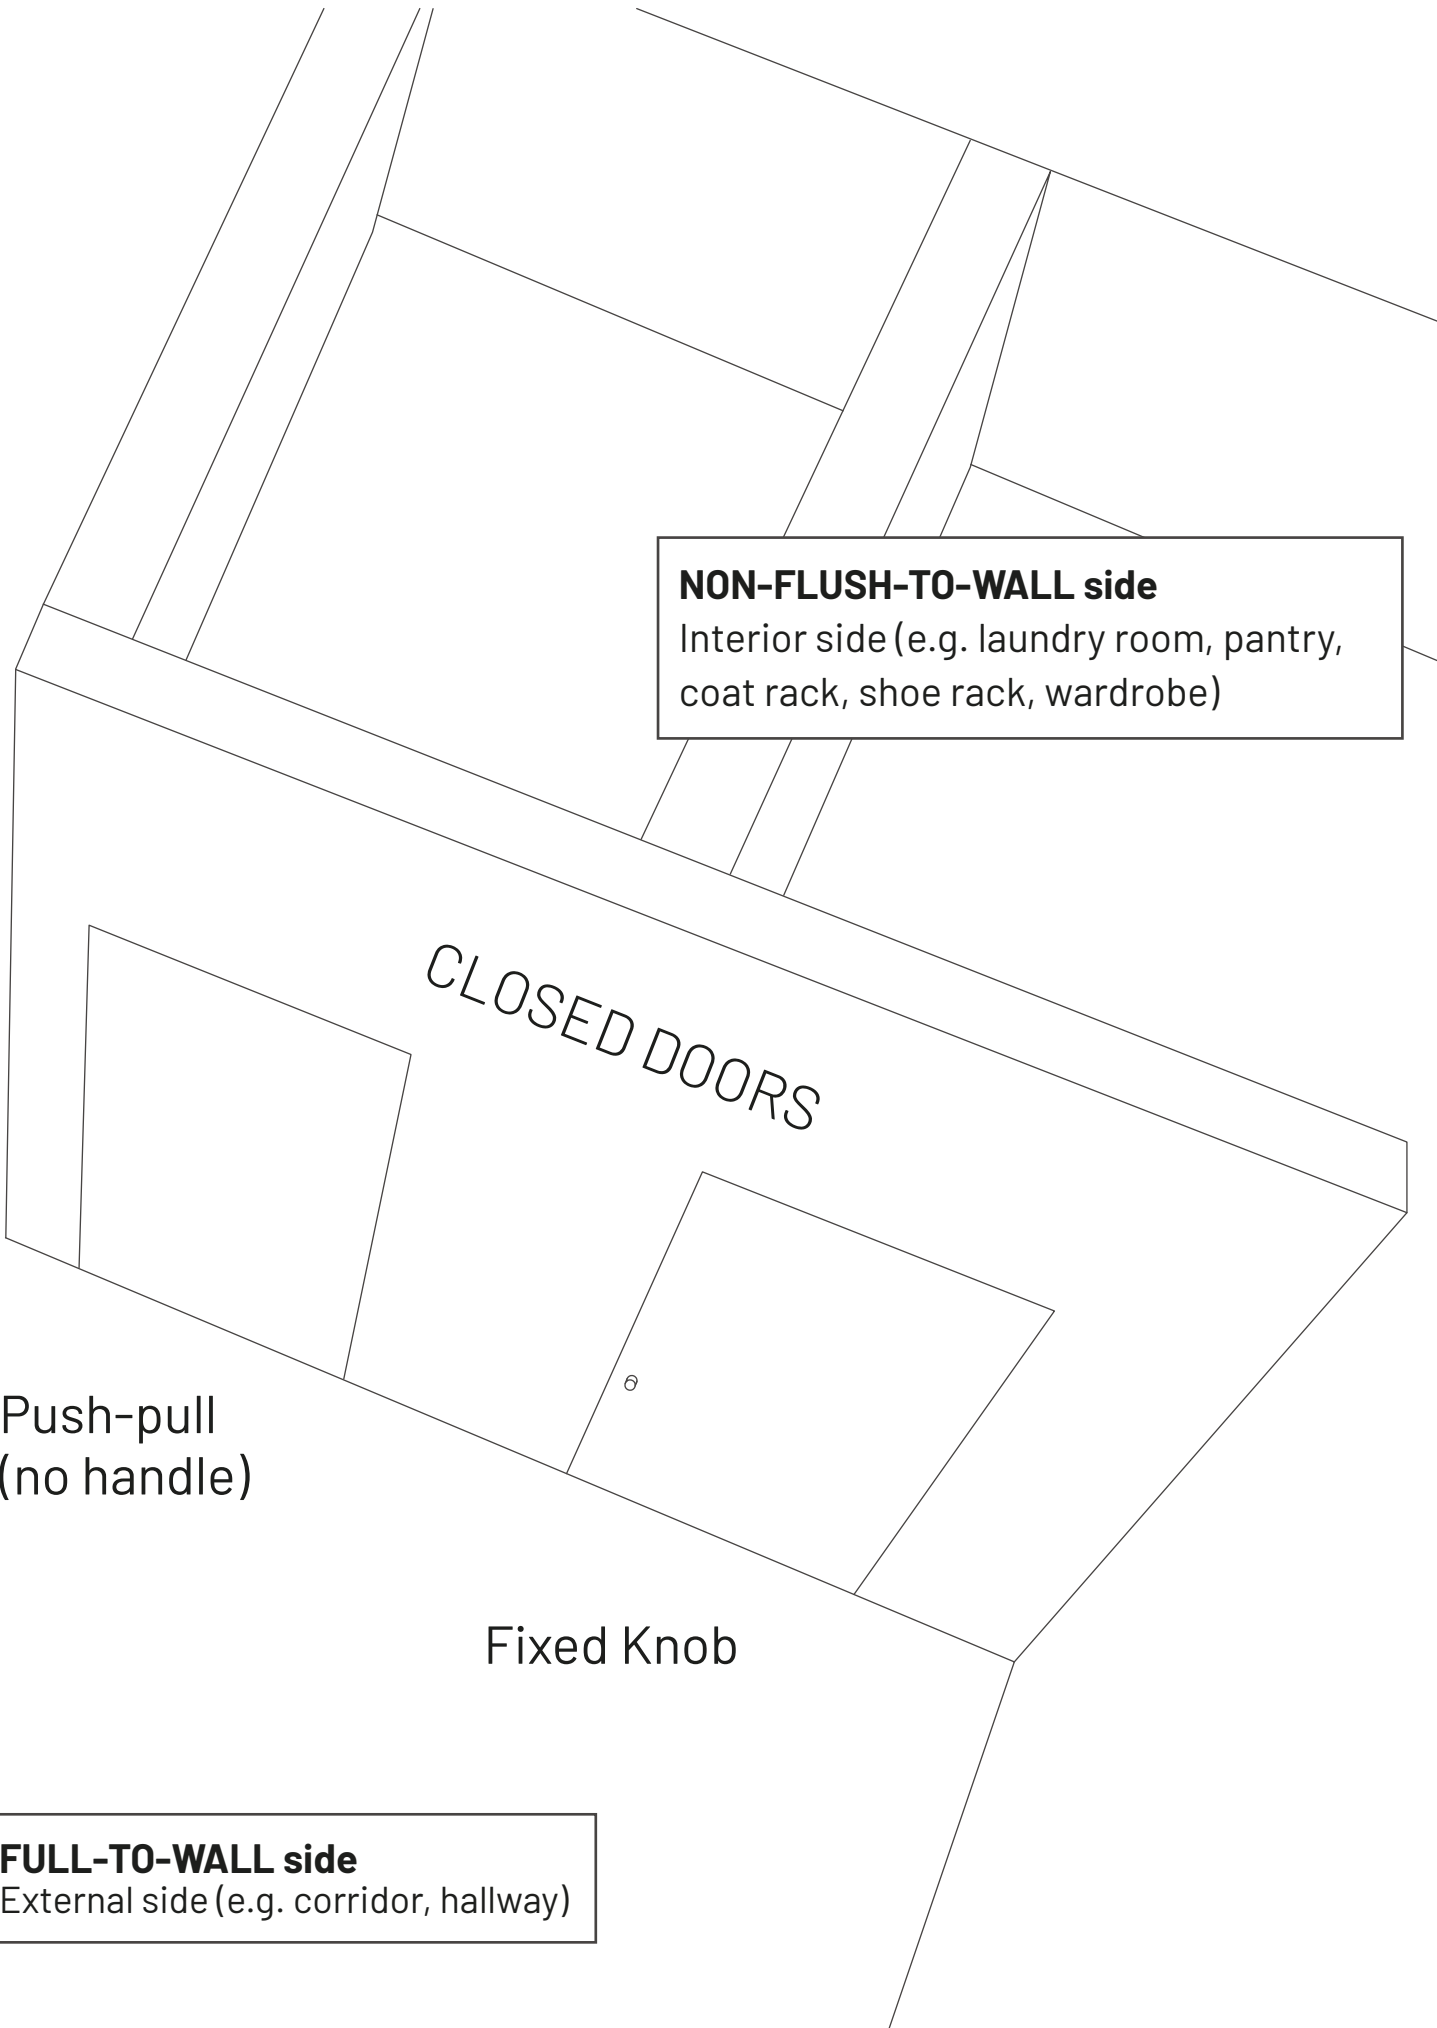 NON-FLUSH-TO-WALL side
Interior side (e.g. laundry room, pantry,
coat rack, shoe rack, wardrobe)
CLOSED DOORS
Push-pull
(no handle)
Fixed Knob
FULL-TO-WALL side
External side (e.g. corridor, hallway)